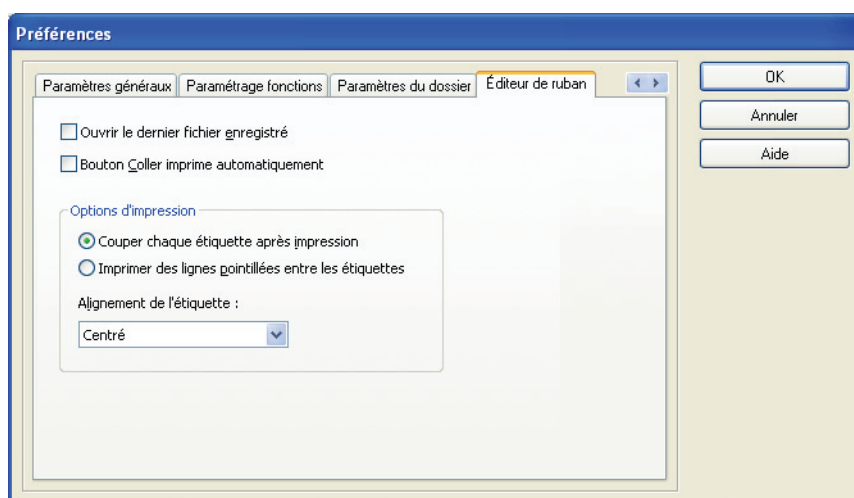 Préférences
Paramètres généraux Paramétrage fonctions Paramètres du dossier Éditeur de ruban
OK
Ouvrir le dernier fichier enregistré
Annuler
Bouton Coller imprime automatiquement
Aide
Options d'impression
Couper chaque étiquette après impression
Imprimer des lignes pointillées entre les étiquettes
Alignement de l'étiquette :
Centré